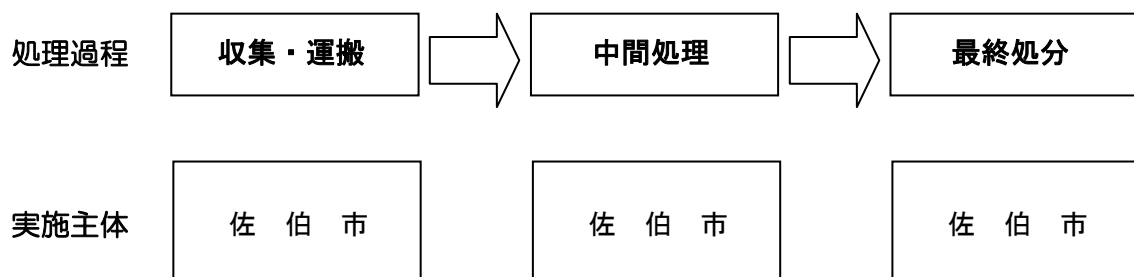 処理過程 収集・運搬 中間処理 最終処分
実施主体 佐 伯 市 佐 伯 市 佐 伯 市